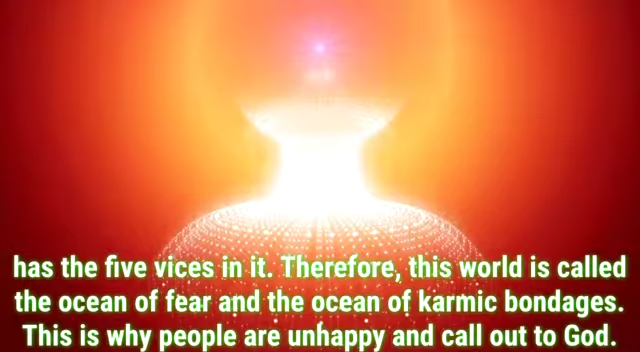 has the five vices in it. Therefore, this world is called
the ocean of fear and the ocean of karmic bondages.
This is why people are unhappy and call out to God.